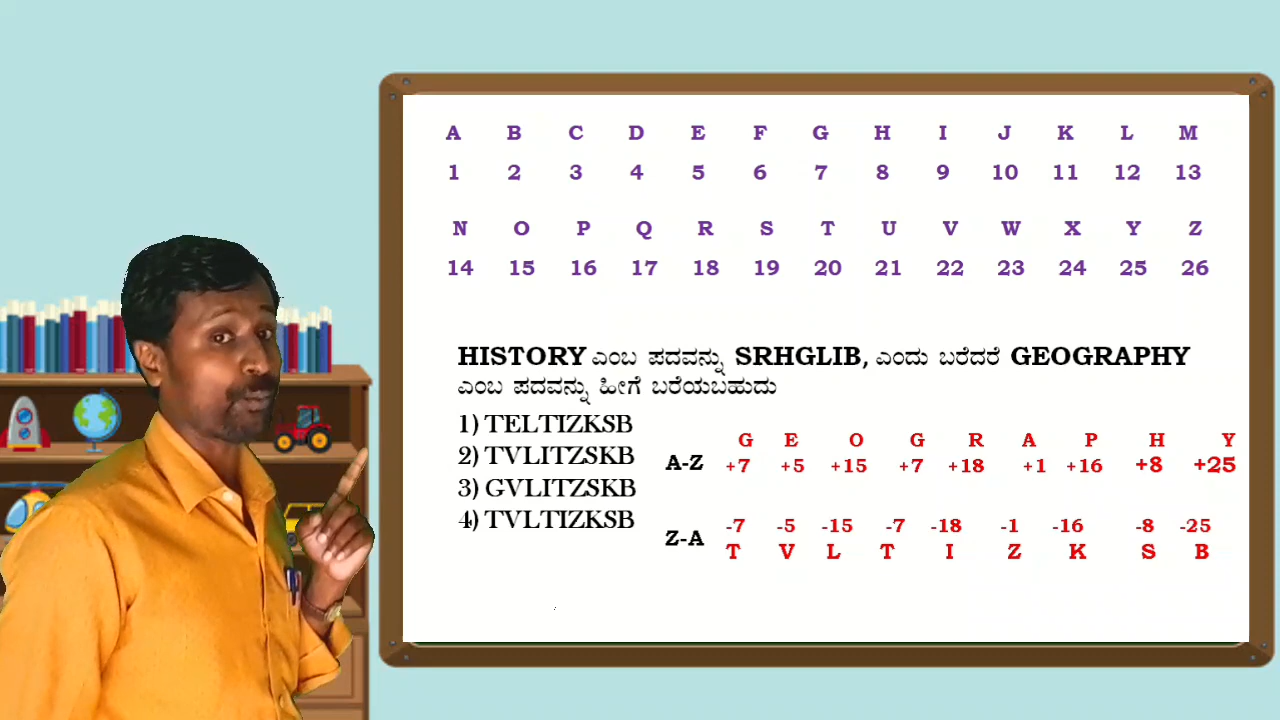 A B C D E F G H I J K L M
1 2 3 4 5 6 7 8 9 10 11 12 13
N O P Q R S T U V W X Y Z
14 15 16 17 18 19 20 21 22 23 24 25 26
HISTORY ಎಂಬ ಪದವನ್ನು SRHGLIB, ಎಂದು ಬರೆದರೆ GEOGRAPHY
ಎಂಬ ಪದವನ್ನು ಹೀಗೆ ಬರೆಯಬಹುದು
1) TELTIZKSB
2) TVLITZSKB
3) GVLITZSKB
4) TVLTIZKSB
G E O G R A P H Y
A-Z +7 +5 +15 +7 +18 +1 +16 +8 +25
Z-A -7 -5 -15 -7 -18 -1 -16 -8 -25
T V L T I Z K S B